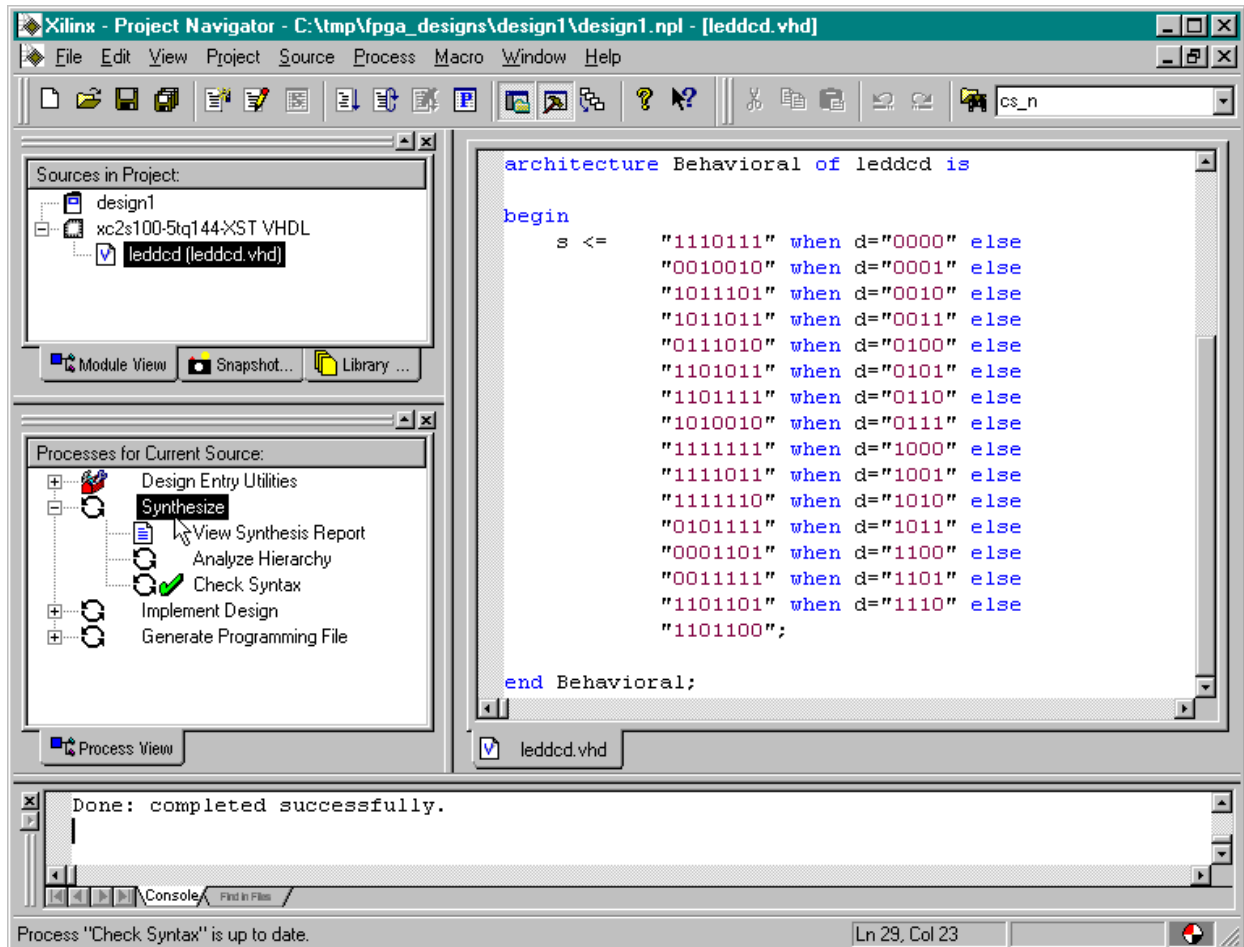 Xilinx - Project Navigator - C:\tmp\fpga_designs\design1\design1.npl - [leddcd.vhd]
File Edit View Project Source Process Macro Window Help
cs_n
Sources in Project:
design1
xc2s100-5tq144-XST VHDL
leddcd (leddcd.vhd)
Module View Snapshot... Library ...
Processes for Current Source:
Design Entry Utilities
Synthesize
View Synthesis Report
Analyze Hierarchy
Check Syntax
Implement Design
Generate Programming File
Process View
architecture Behavioral of leddcd is
begin
s <= "1110111" when d="0000" else
"0010010" when d="0001" else
"1011101" when d="0010" else
"1011011" when d="0011" else
"0111010" when d="0100" else
"1101011" when d="0101" else
"1101111" when d="0110" else
"1010010" when d="0111" else
"1111111" when d="1000" else
"1111011" when d="1001" else
"1111110" when d="1010" else
"0101111" when d="1011" else
"0001101" when d="1100" else
"0011111" when d="1101" else
"1101101" when d="1110" else
"1101100";
end Behavioral;
leddcd.vhd
Done: completed successfully.
Console Find in Files
Process "Check Syntax" is up to date. Ln 29, Col 23